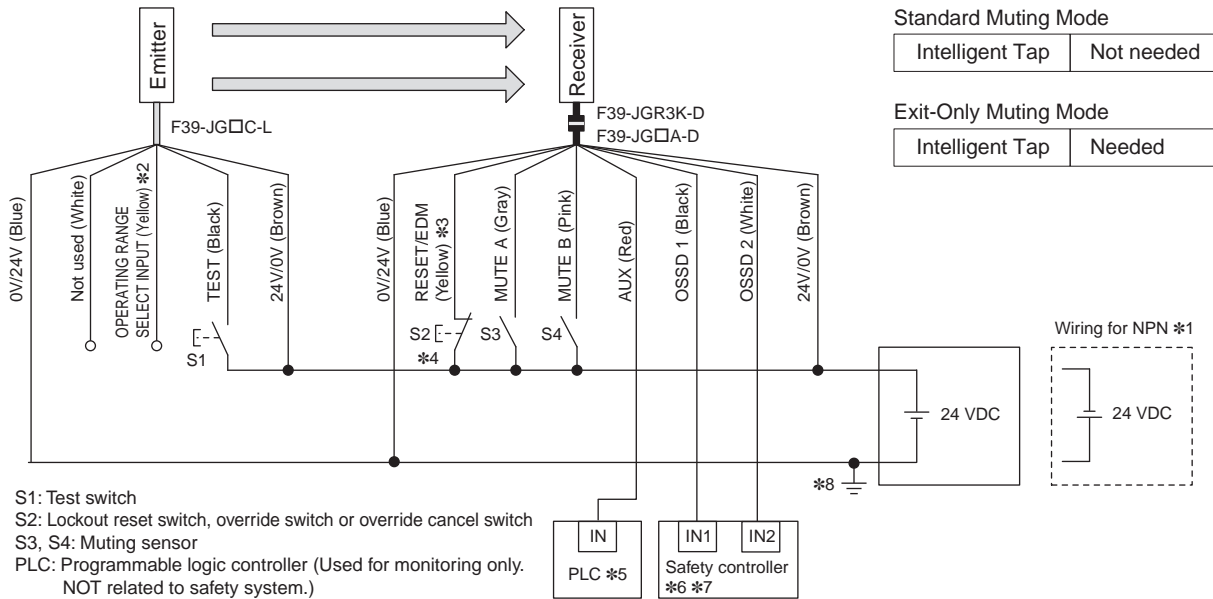 Emitter
Receiver
Standard Muting Mode
Intelligent Tap Not needed
Exit-Only Muting Mode
Intelligent Tap Needed
F39-JG□C-L
F39-JGR3K-D
F39-JG□A-D
0V/24V (Blue)
Not used (White)
OPERATING RANGE
SELECT INPUT (Yellow) *2
TEST (Black)
24V/0V (Brown)
0V/24V (Blue)
RESET/EDM
(Yellow) *3
MUTE A (Gray)
MUTE B (Pink)
AUX (Red)
OSSD 1 (Black)
OSSD 2 (White)
24V/0V (Brown)
S1
S2
*4
S3
S4
24 VDC
Wiring for NPN *1
24 VDC
*8
S1: Test switch
S2: Lockout reset switch, override switch or override cancel switch
S3, S4: Muting sensor
PLC: Programmable logic controller (Used for monitoring only.
NOT related to safety system.)
IN
PLC *5
IN1 IN2
Safety controller
*6 *7